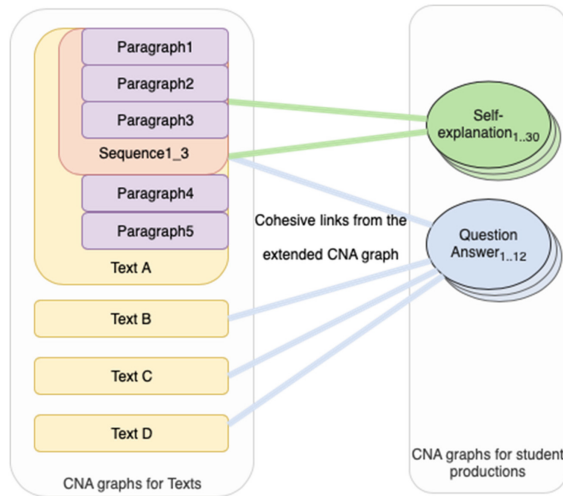 Paragraph1
Paragraph2
Paragraph3
Sequence1_3
Paragraph4
Paragraph5
Text A
Text B
Text C
Text D
CNA graphs for Texts
Cohesive links from the
extended CNA graph
Self-
explanation1..30
Question
Answer1..12
CNA graphs for student
productions